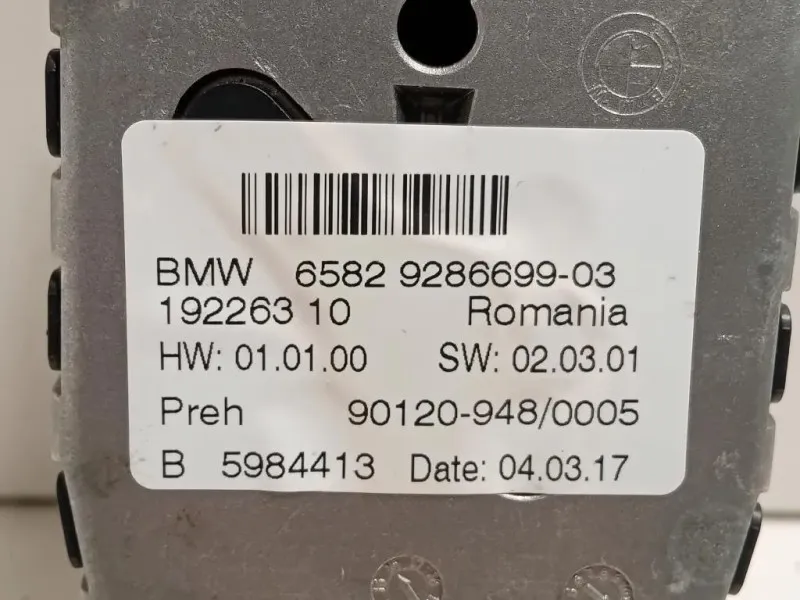 BMW 6582 9286699-03
192263 10 Romania
HW: 01.01.00 SW: 02.03.01
Preh 90120-948/0005
B 5984413 Date: 04.03.17